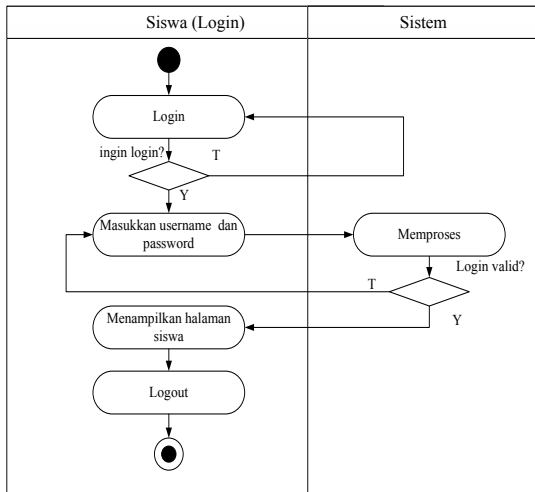 Siswa (Login)
Sistem
Login
ingin login?
T
Y
Masukkan username dan
password
Memproses
Login valid?
T
Y
Menampilkan halaman
siswa
Logout